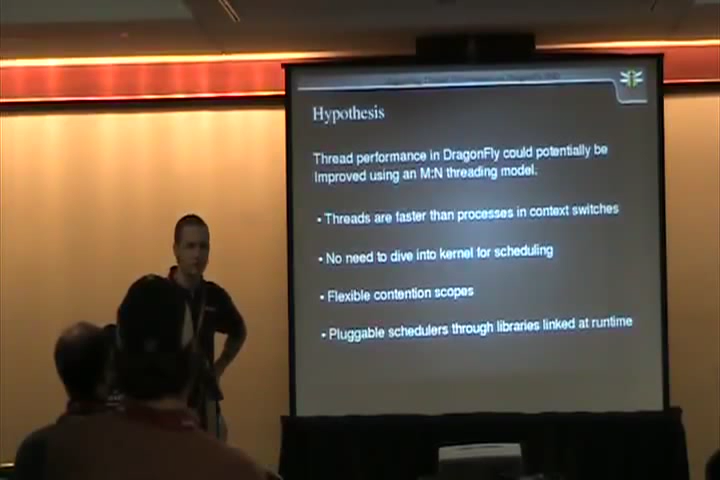 Hypothesis
Thread performance in DragonFly could potentially be
improved using an M:N threading model.
• Threads are faster than processes in context switches
• No need to dive into kernel for scheduling
• Flexible contention scopes
• Pluggable schedulers through libraries linked at runtime